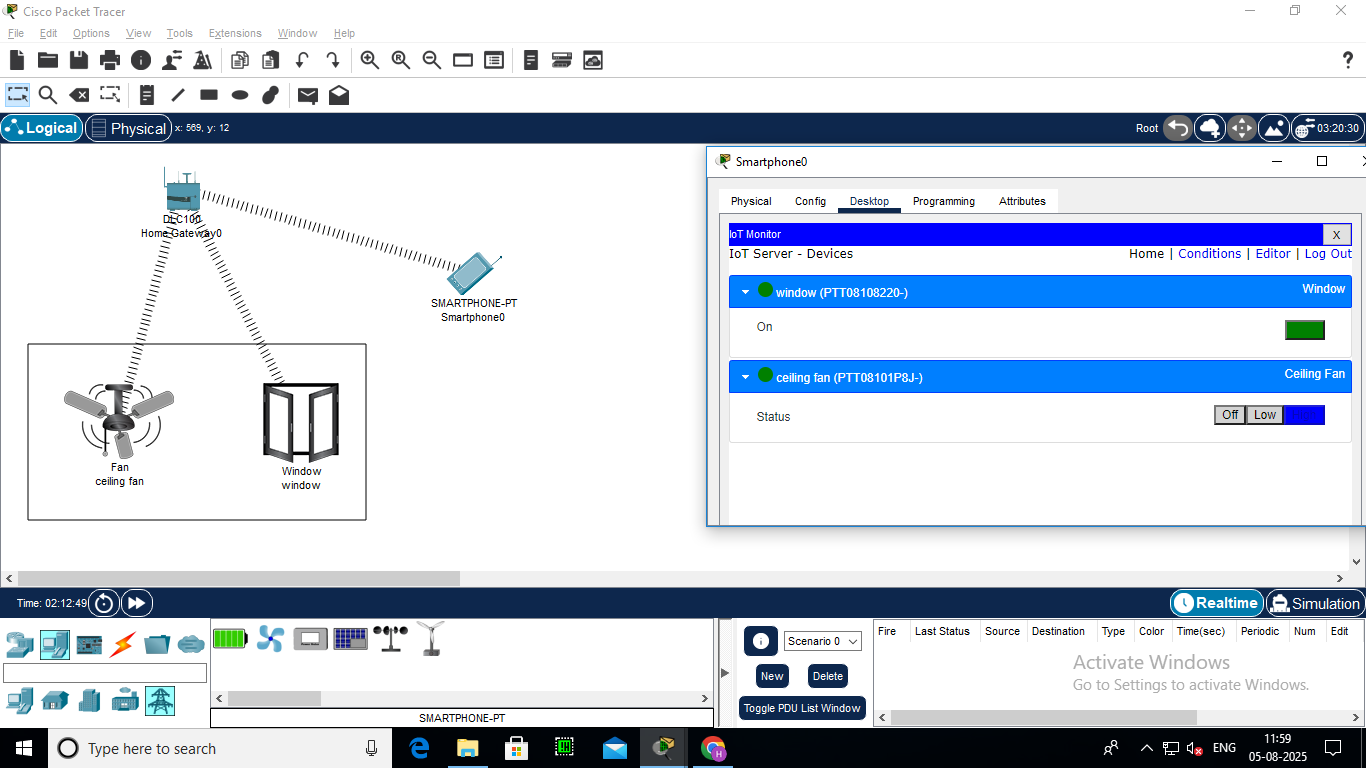 Cisco Packet Tracer
File Edit Options View Tools Extensions Window Help
Logical Physical x: 569, y: 12 Root 03:20:30
DLC100
Home Gateway0
SMARTPHONE-PT
Smartphone0
Fan
ceiling fan
Window
window
Smartphone0
Physical Config Desktop Programming Attributes
IoT Monitor X
IoT Server - Devices Home | Conditions | Editor | Log Out
window (PTT08108220-) Window
On
ceiling fan (PTT08101P8J-) Ceiling Fan
Status Off Low
Time: 02:12:49 Realtime Simulation
SMARTPHONE-PT
Scenario 0
New Delete
Toggle PDU List Window
Fire Last Status Source Destination Type Color Time(sec) Periodic Num Edit
Activate Windows
Go to Settings to activate Windows.
Type here to search
ENG
11:59
05-08-2025